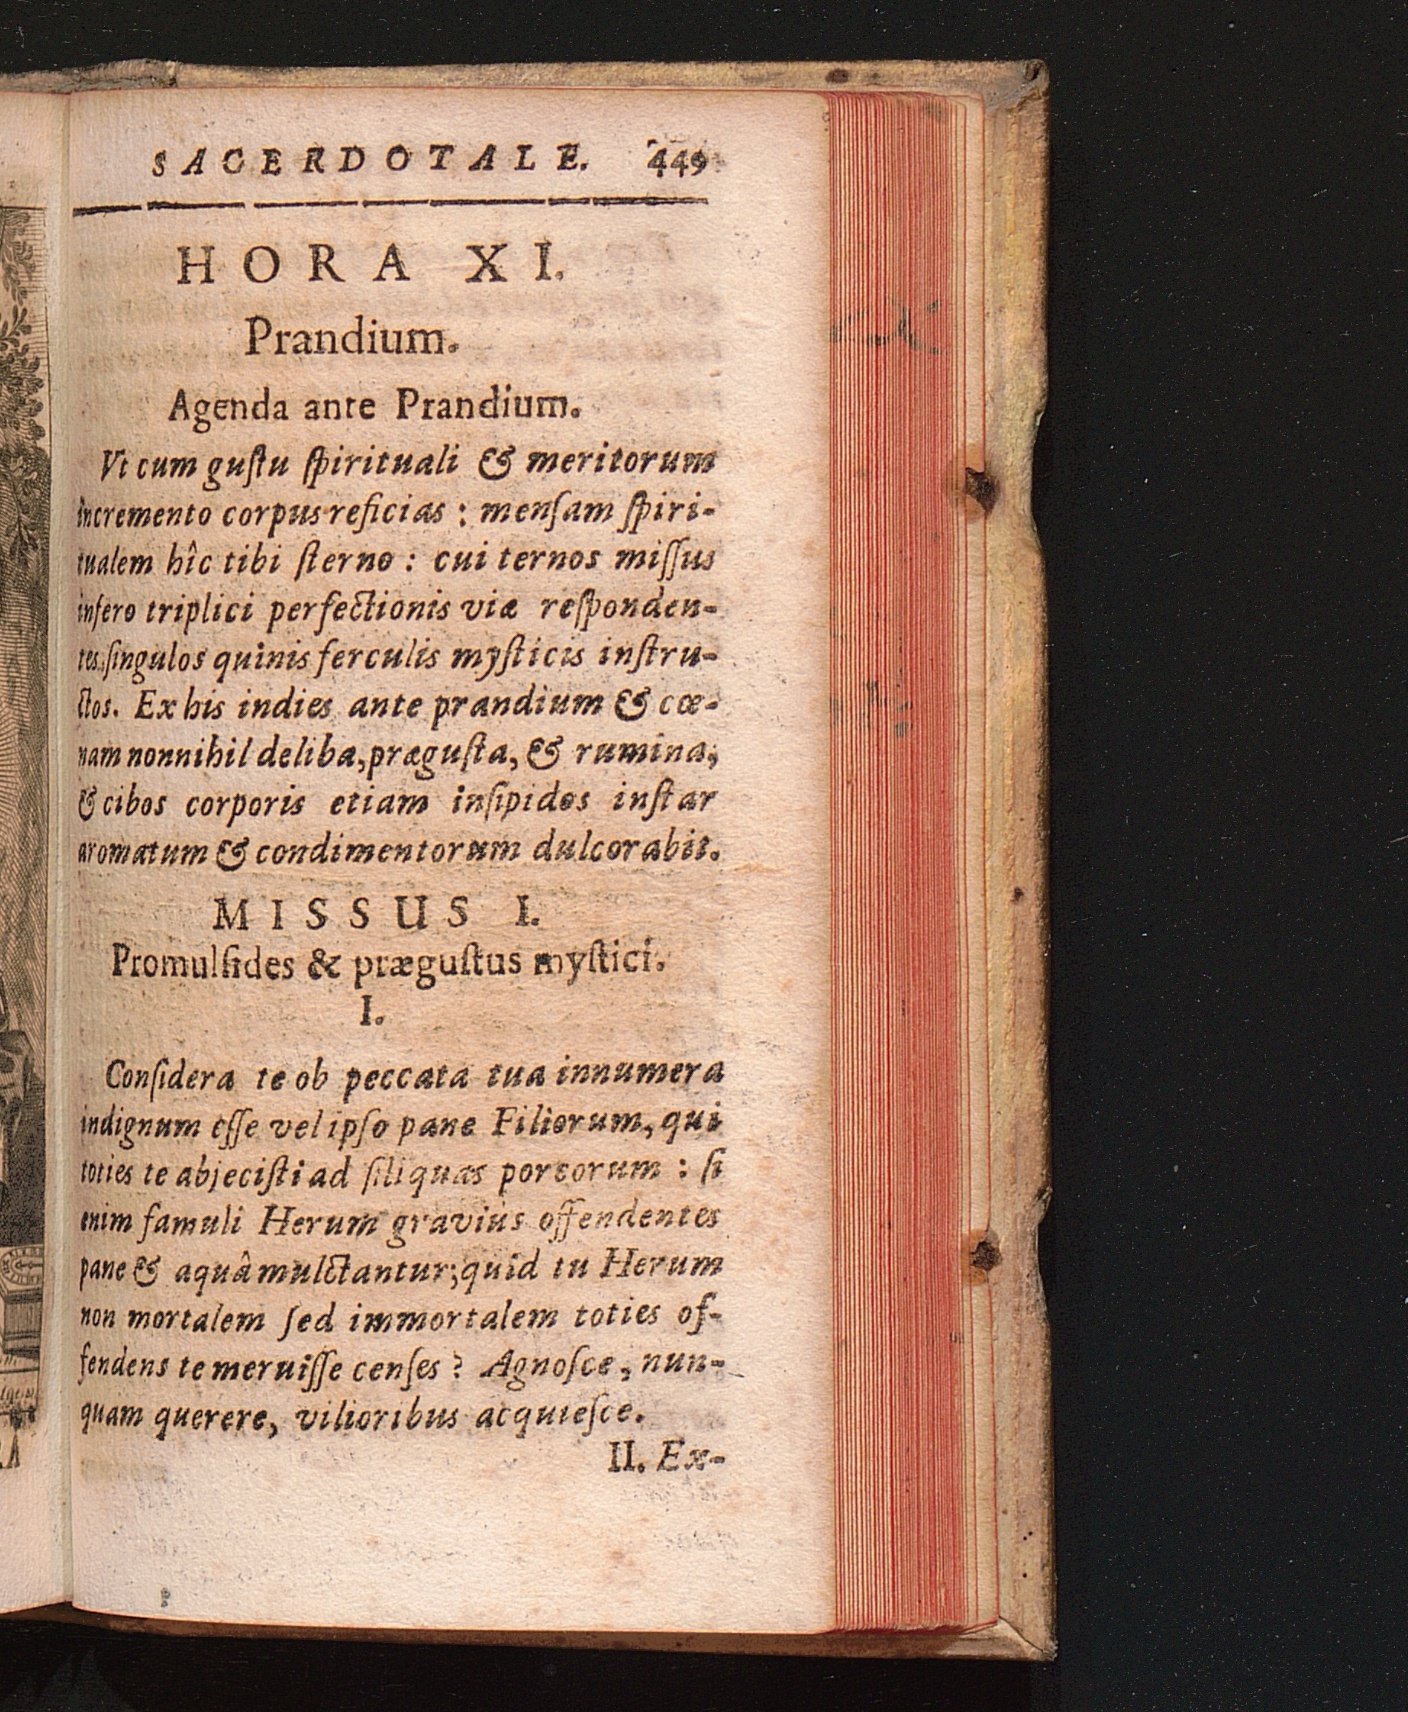 SACERDOTALE. 449
HORA XI.
Prandium.
Agenda ante Prandium.
Vt cum guſtu ſpirituali & meritorum
incremento corpus reficias : menſam ſpiri-
tualem hîc tibi ſterno : cui ternos miſſus
inſero triplici perfectionis viæ reſponden-
tes. ſingulos quinis ferculis myſticis inſtru-
ctos. Ex his indies ante prandium & cœ-
nam nonnihil deliba, prægusta, & rumina;
& cibos corporis etiam inſipidos inſtar
aromatum & condimentorum dulcorabit.
MISSUS I.
Promulſides & præguſtus myſtici.
I.
Conſidera te ob peccata tua innumera
indignum eſſe vel ipſo pane Filiorum, qui
toties te abjeciſti ad ſiliquas porcorum : ſi
enim famuli Herum graviùs offendentes
pane & aquâ mulctantur; quid tu Herum
non mortalem ſed immortalem toties of-
fendens te meruiſſe cenſes ? Agnoſce, nun-
quam querere, vilioribus acquieſce.
II. Ex-